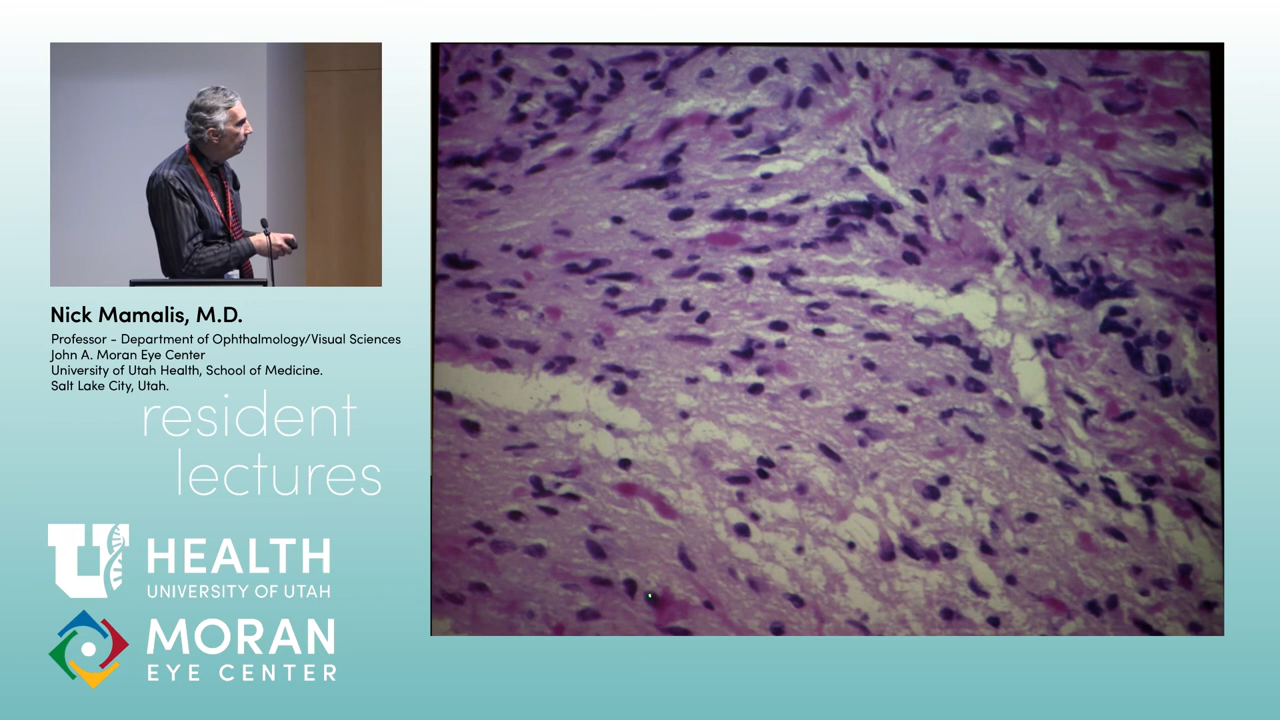 Nick Mamalis, M.D.
Professor - Department of Ophthalmology/Visual Sciences
John A. Moran Eye Center
University of Utah Health, School of Medicine.
Salt Lake City, Utah.
resident
lectures
U HEALTH
UNIVERSITY OF UTAH
MORAN
EYE CENTER